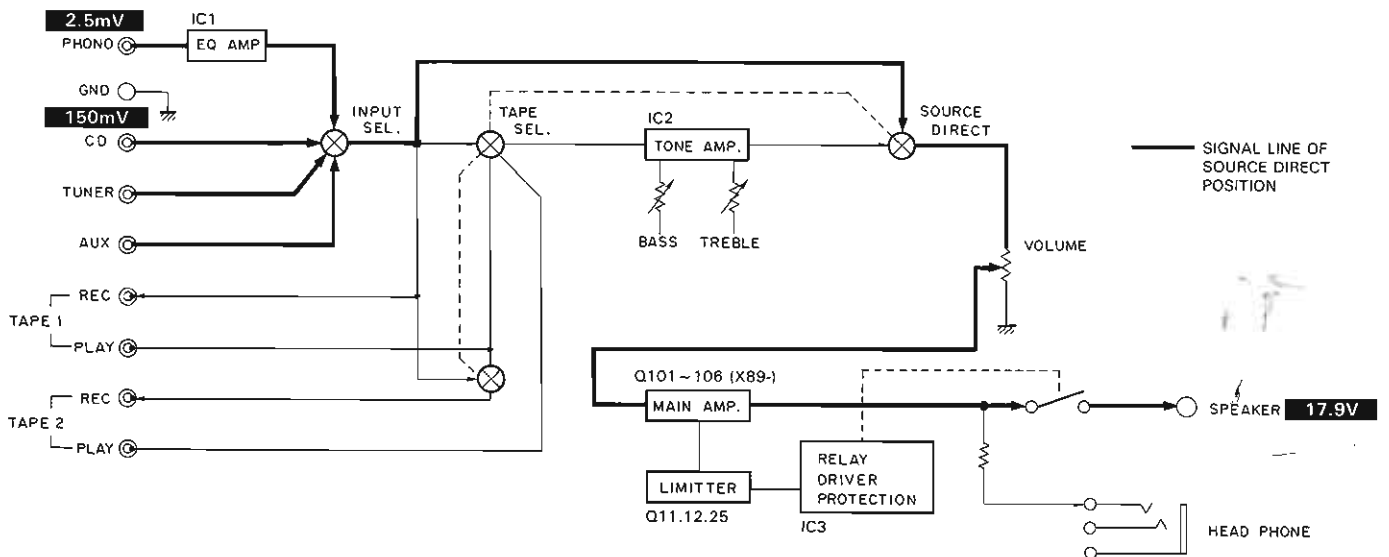 2.5mV
IC1
PHONO
EQ AMP
GND
150mV
CD
INPUT
SEL.
TAPE
SEL.
IC2
TONE AMP.
SOURCE
DIRECT
SIGNAL LINE OF
SOURCE DIRECT
POSITION
TUNER
AUX
BASS
TREBLE
VOLUME
TAPE 1
REC
PLAY
TAPE 2
REC
PLAY
Q101~106 (X89-)
MAIN AMP.
SPEAKER
17.9V
LIMITTER
Q11.12.25
RELAY
DRIVER
PROTECTION
IC3
HEAD PHONE